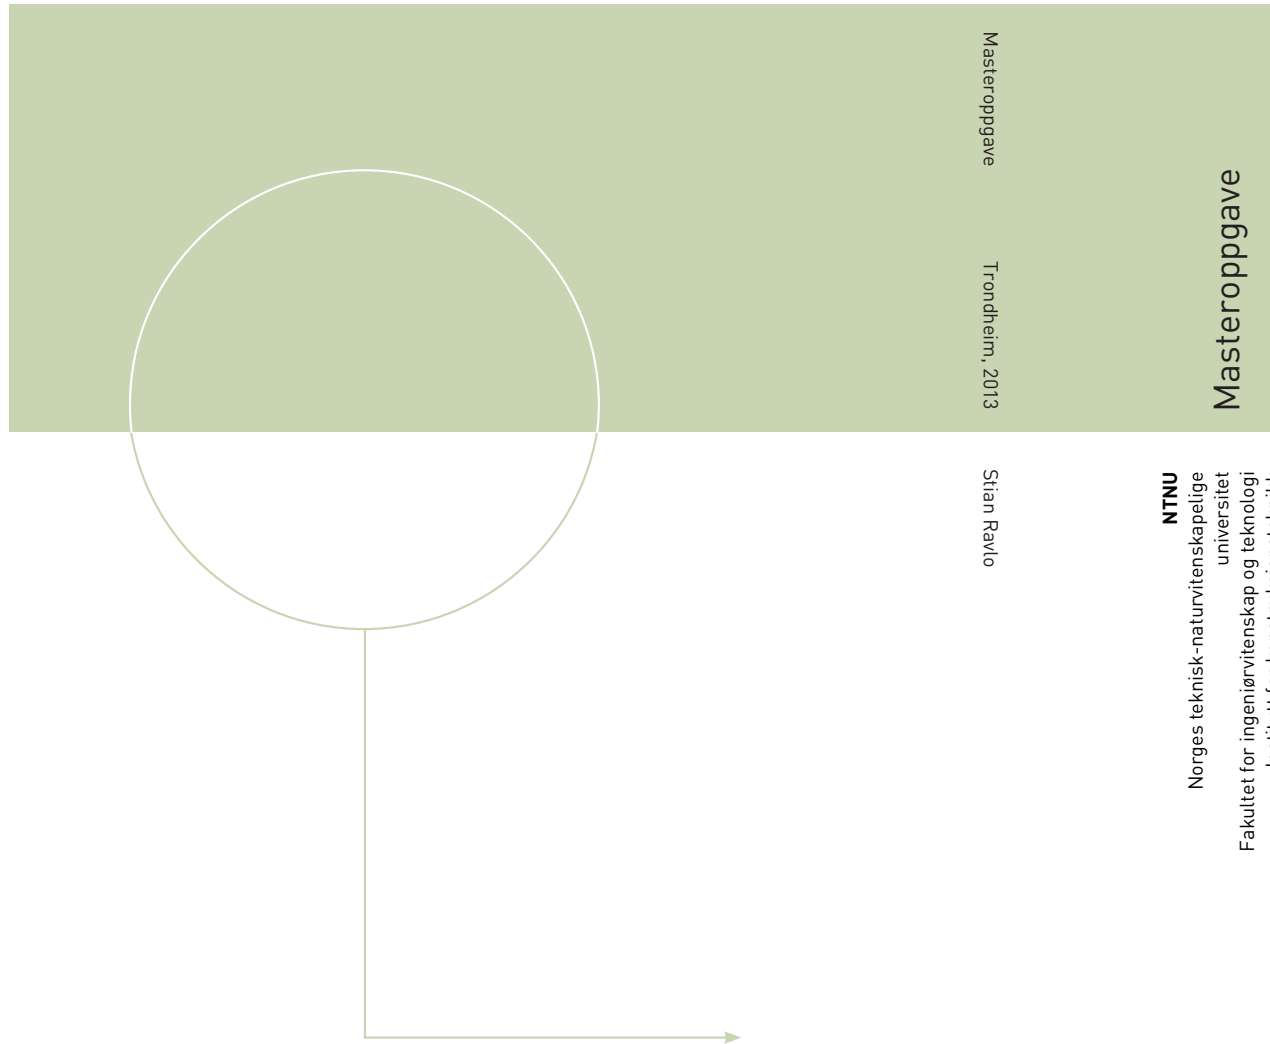 Masteroppgave
Trondheim, 2013
Stian Ravlo
Masteroppgave
NTNU
Norges teknisk-naturvitenskapelige
universitet
Fakultet for ingeniørvitenskap og teknologi